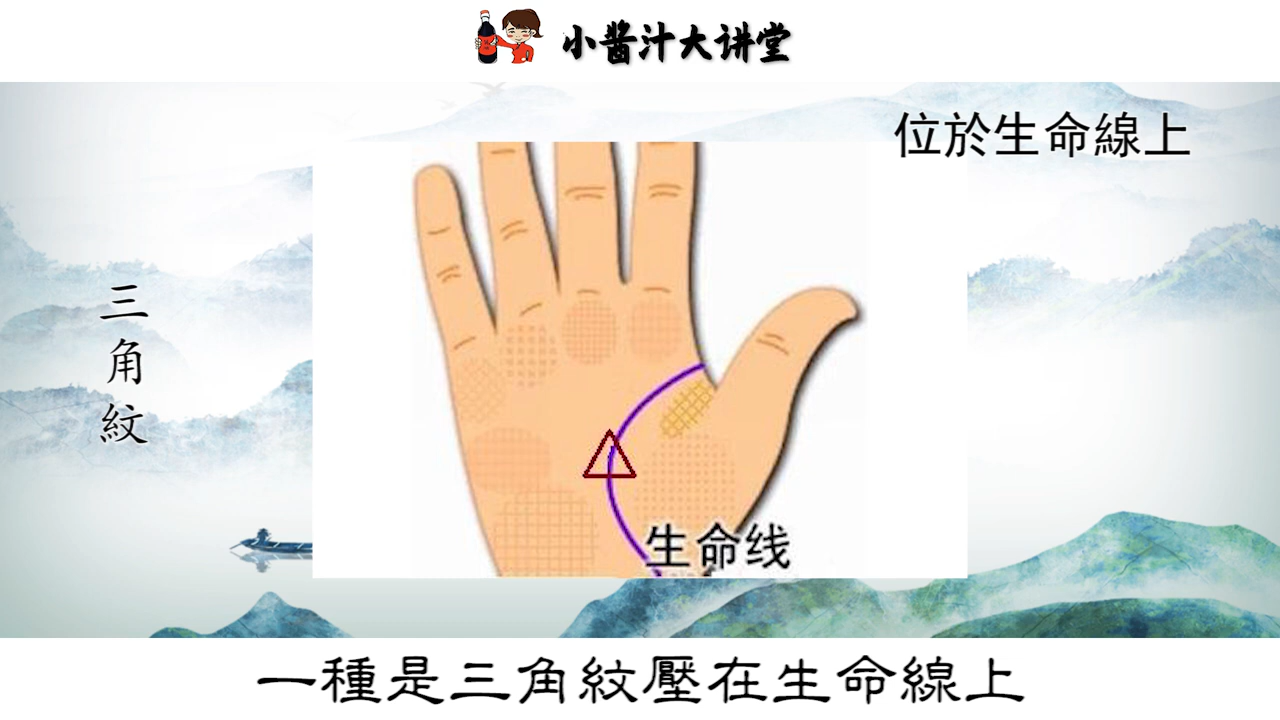 小酱汁大讲堂
位於生命線上
三角紋
生命线
一種是三角紋壓在生命線上